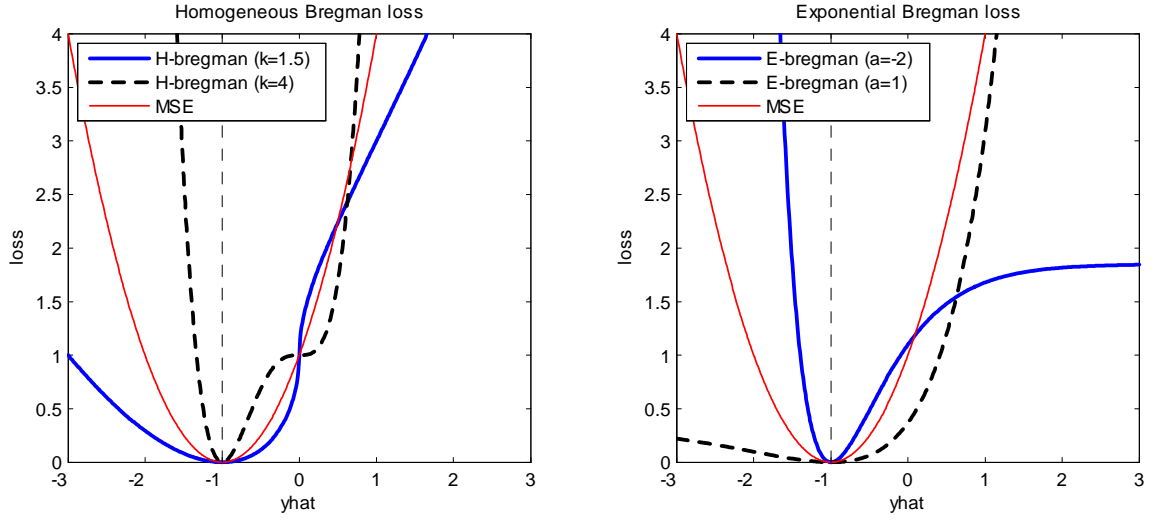 Homogeneous Bregman loss
4
3.5
3
2.5
2
1.5
1
0.5
0
loss
H-bregman (k=1.5)
H-bregman (k=4)
MSE
-3
-2
-1
0
1
2
3
yhat
Exponential Bregman loss
4
3.5
3
2.5
2
1.5
1
0.5
0
loss
E-bregman (a=-2)
E-bregman (a=1)
MSE
-3
-2
-1
0
1
2
3
yhat